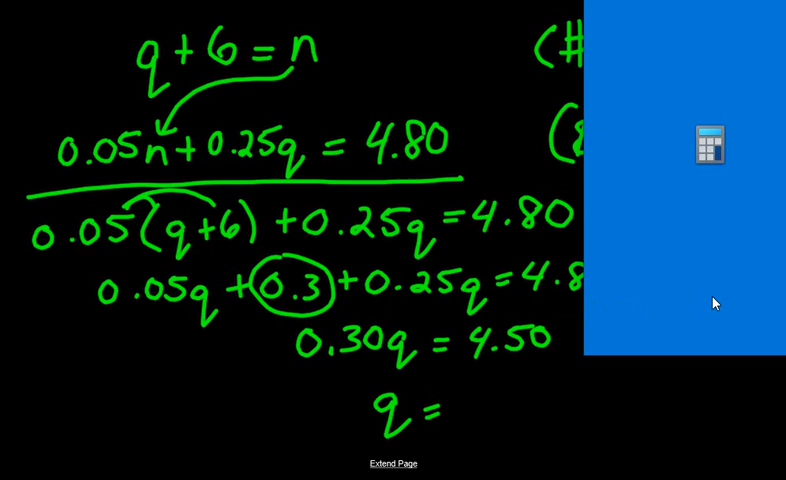 q + 6 = n
(#
0.05n + 0.25q = 4.80
0.05(q+6) + 0.25q = 4.80
0.05q + 0.3 + 0.25q = 4.8
0.30q = 4.50
q =
Extend Page